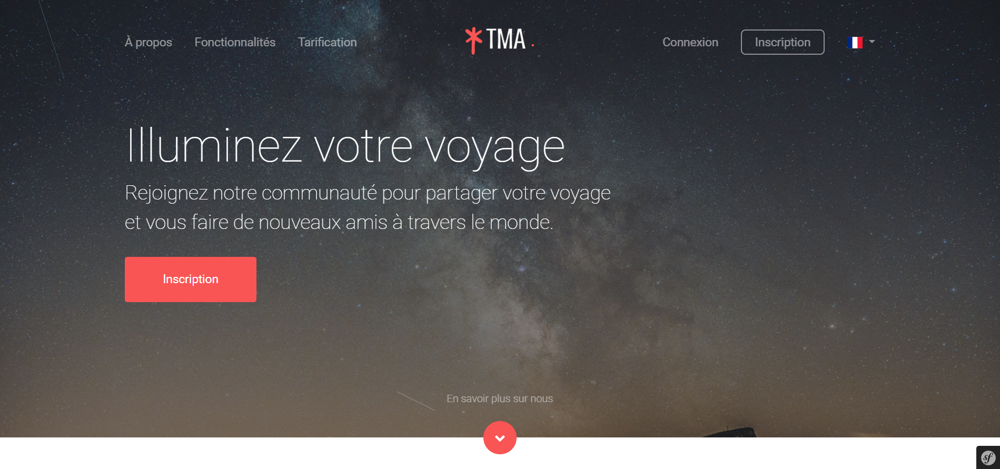 À propos
Fonctionnalités
Tarification
TMA .
Connexion
Inscription
Illuminez votre voyage
Rejoignez notre communauté pour partager votre voyage
et vous faire de nouveaux amis à travers le monde.
Inscription
En savoir plus sur nous
sf